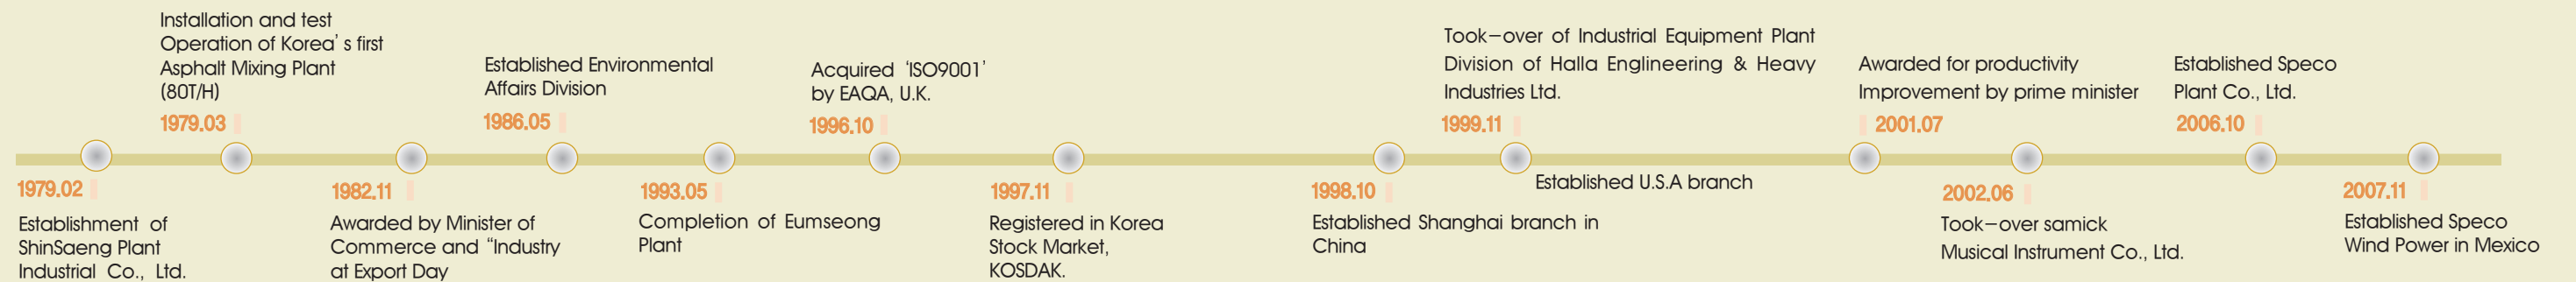 1979.02
Establishment of
ShinSaeng Plant
Industrial Co., Ltd.
Installation and test
Operation of Korea’ s first
Asphalt Mixing Plant
(80T/H)
1979.03
1982.11
Awarded by Minister of
Commerce and “Industry
at Export Day
Established Environmental
Affairs Division
1986.05
1993.05
Completion of Eumseong
Plant
Acquired ‘ISO9001’
by EAQA, U.K.
1996.10
1997.11
Registered in Korea
Stock Market,
KOSDAK.
1998.10
Established Shanghai branch in
China
Took−over of Industrial Equipment Plant
Division of Halla Englineering & Heavy
Industries Ltd.
1999.11
Established U.S.A branch
Awarded for productivity
Improvement by prime minister
2001.07
2002.06
Took−over samick
Musical Instrument Co., Ltd.
Established Speco
Plant Co., Ltd.
2006.10
2007.11
Established Speco
Wind Power in Mexico